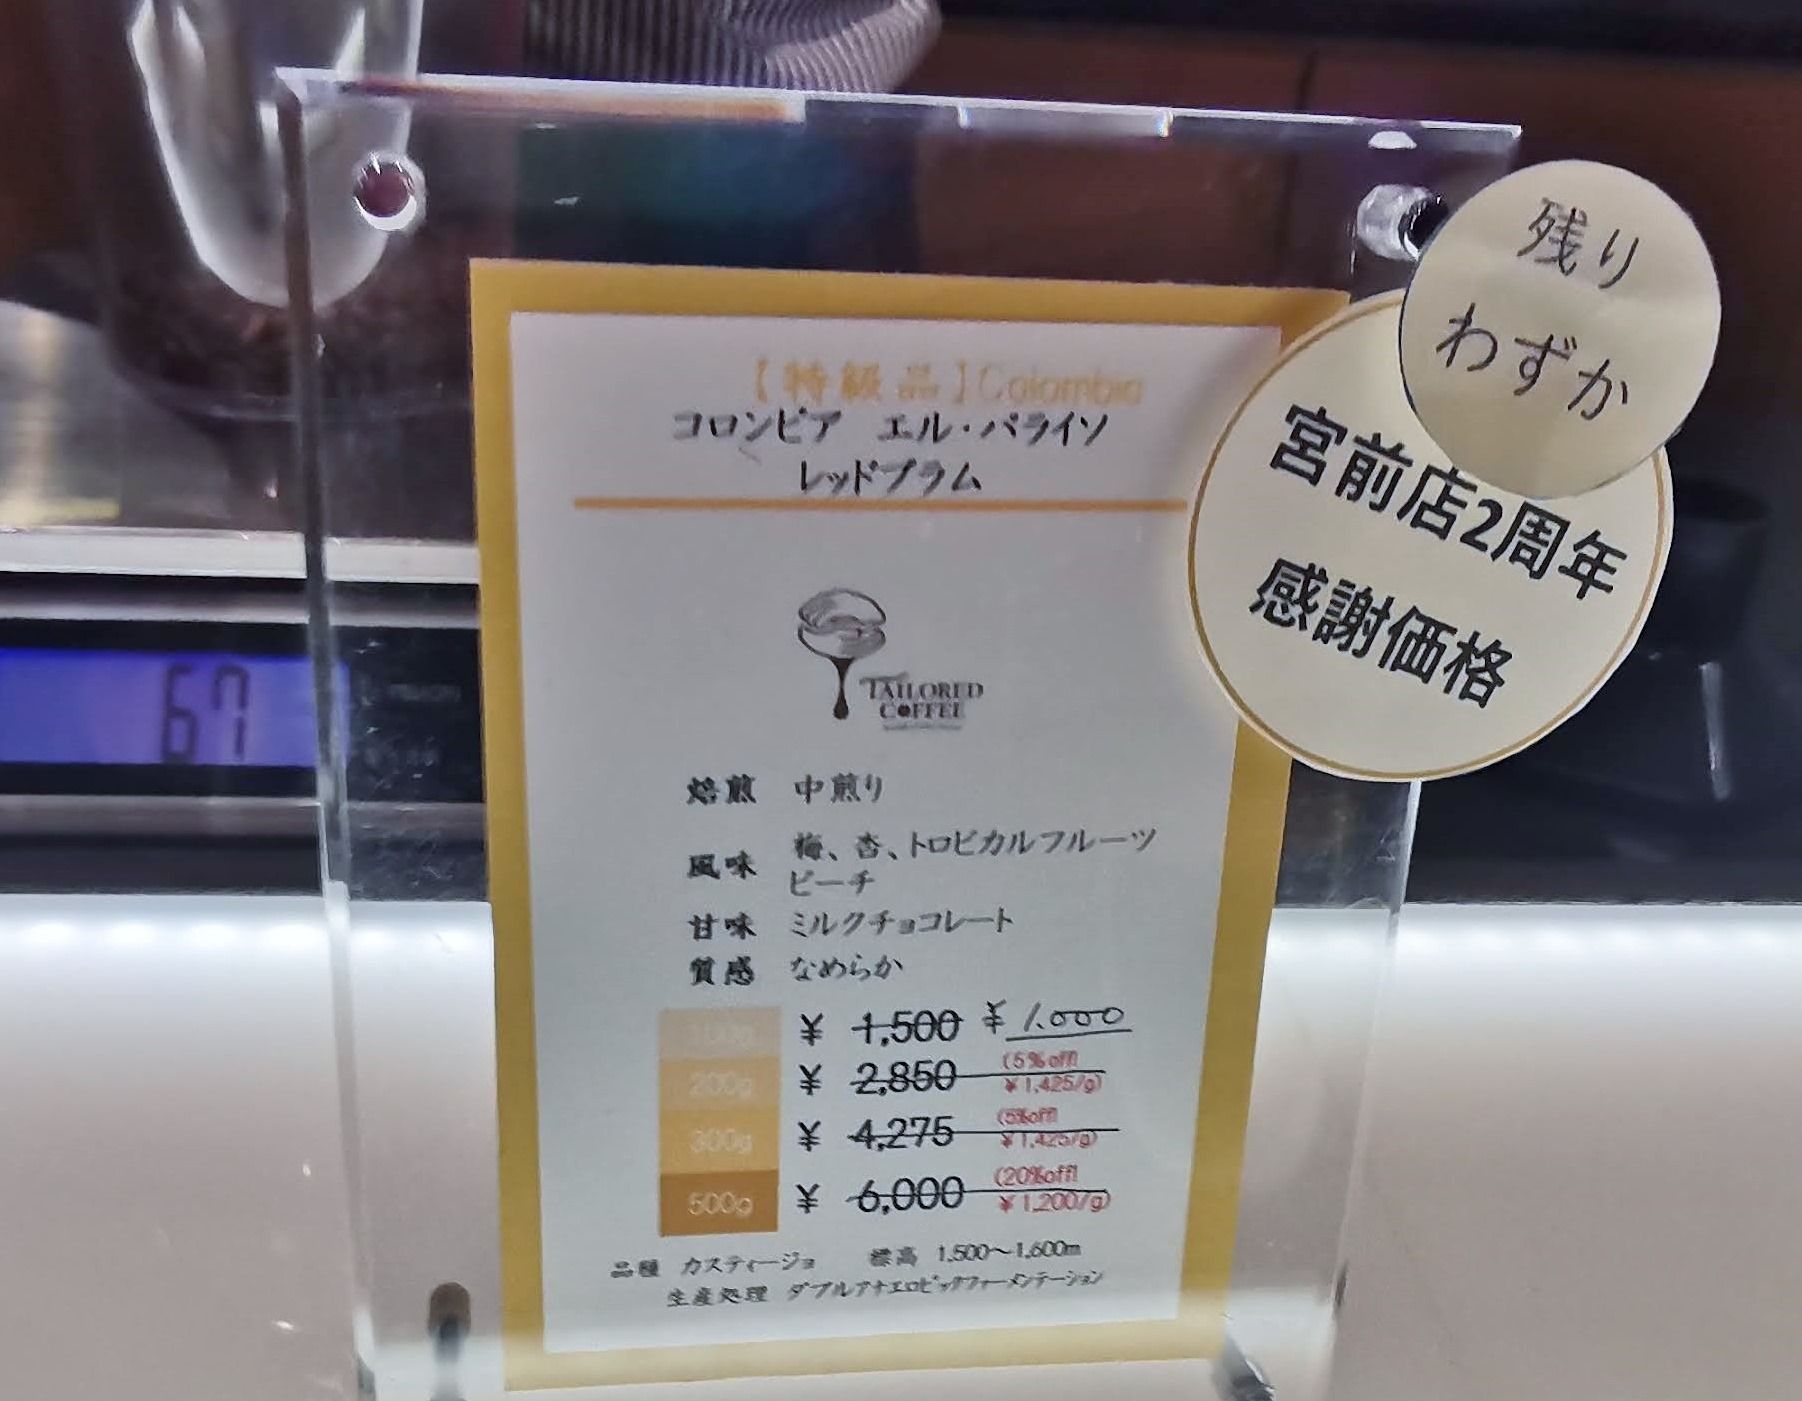 残り
わずか
宮前店2周年
感謝価格
【特級品】Colombia
コロンビア エル・パライソ
レッドプラム
TAILORED
COFFEE
焙煎 中煎り
風味 梅、杏、トロピカルフルーツ
ピーチ
甘味 ミルクチョコレート
質感 なめらか
100g ¥ 1,500 ¥ 1.000
200g ¥ 2,850 (5%off!
¥1,425/g)
300g ¥ 4,275 (5%off!
¥1,425/g)
500g ¥ 6,000 (20%off!
¥1,200/g)
品種 カスティージョ 標高 1,500～1,600m
生産処理 ダブルアナエロビックファーメンテーション
67